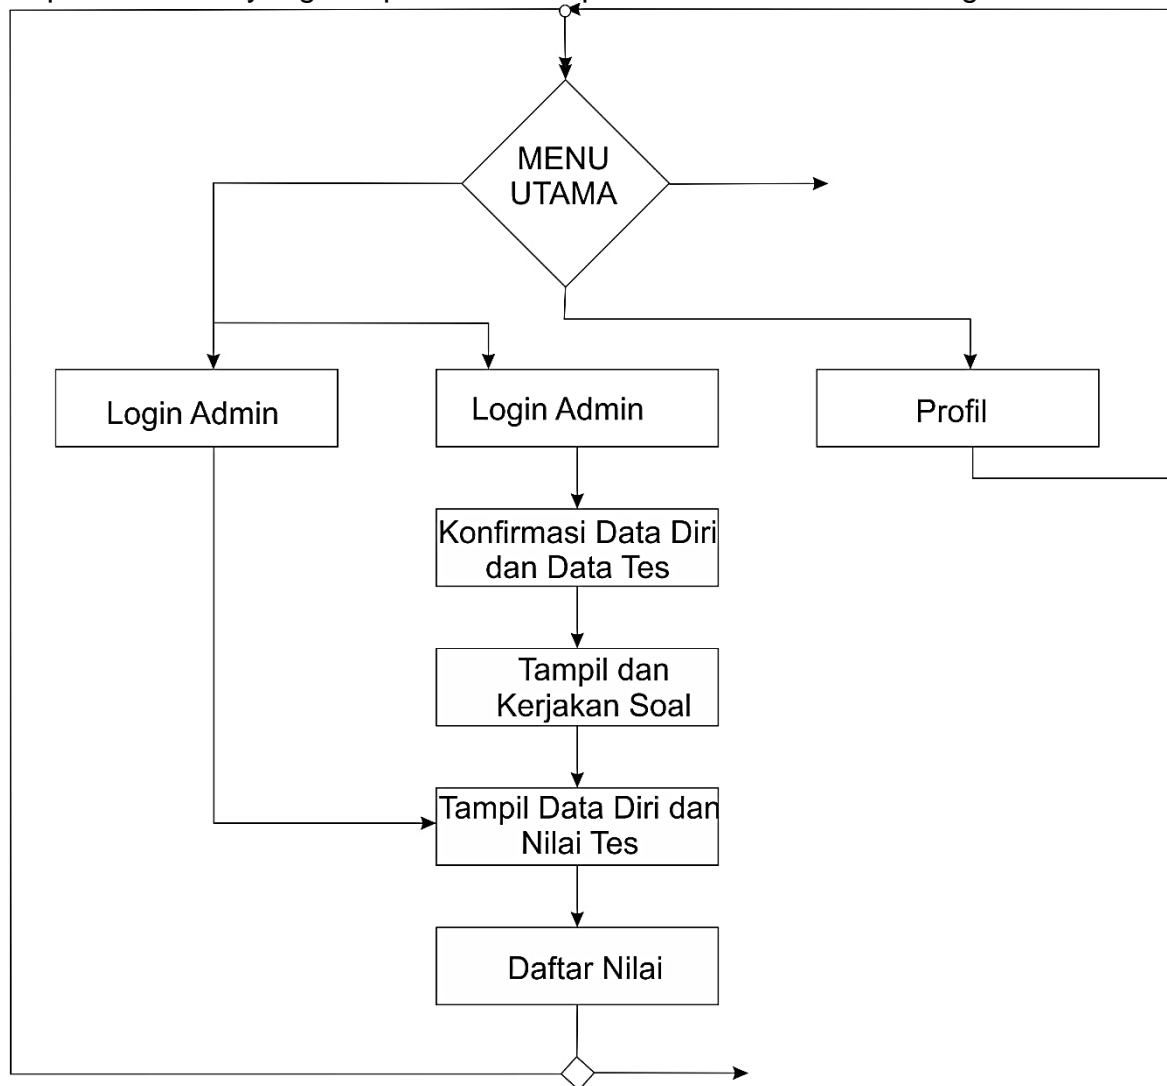 MENU
UTAMA
Login Admin
Login Admin
Profil
Konfirmasi Data Diri
dan Data Tes
Tampil dan
Kerjakan Soal
Tampil Data Diri dan
Nilai Tes
Daftar Nilai